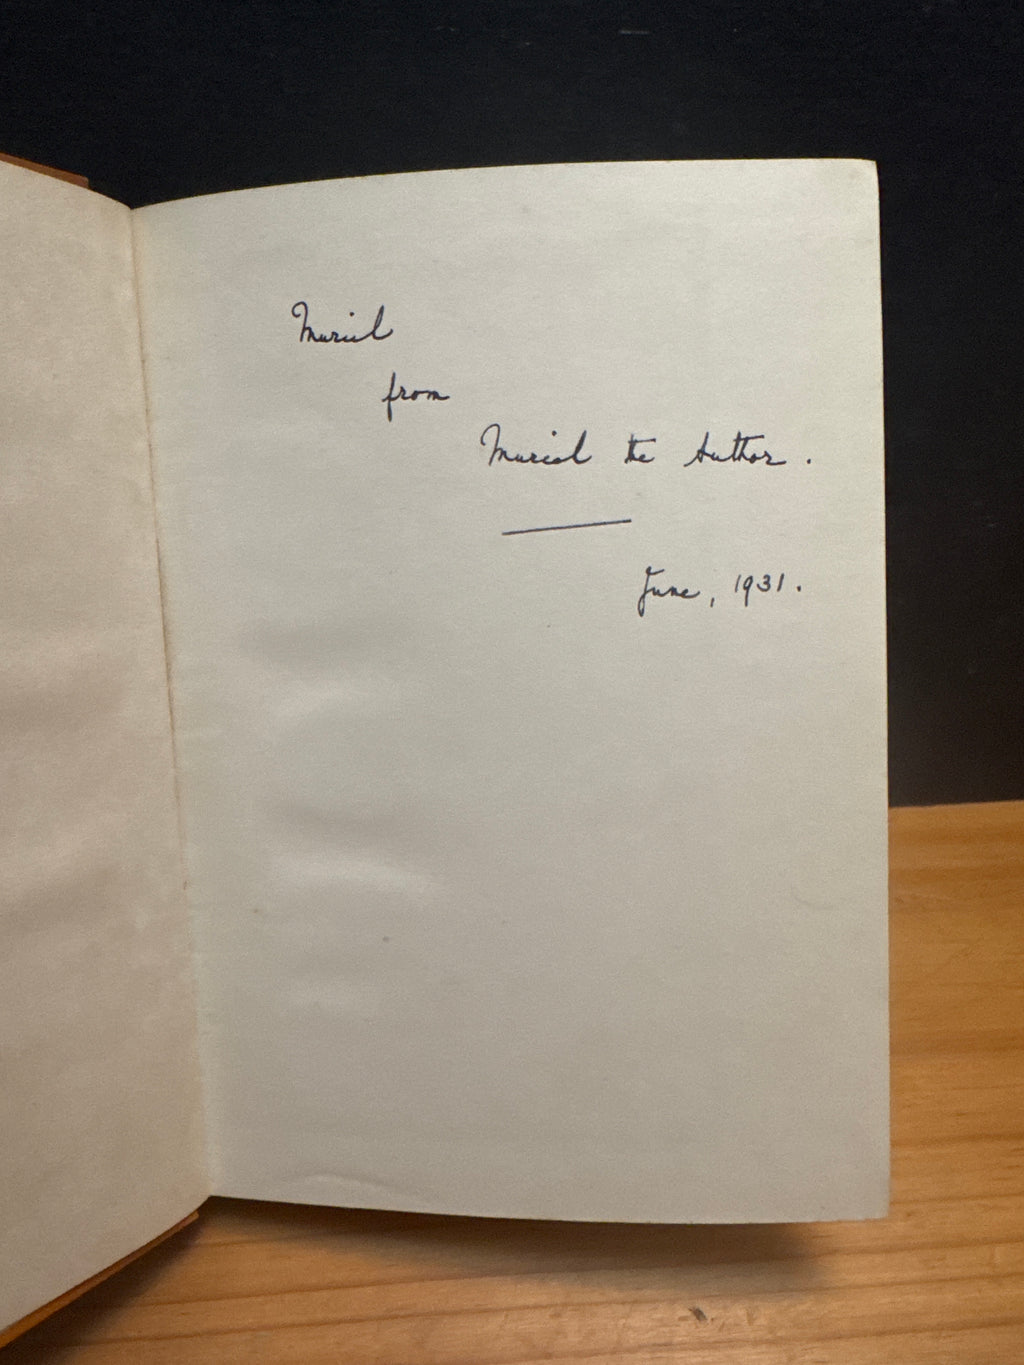 Muriel
from
Muriel the Author.
June, 1931.